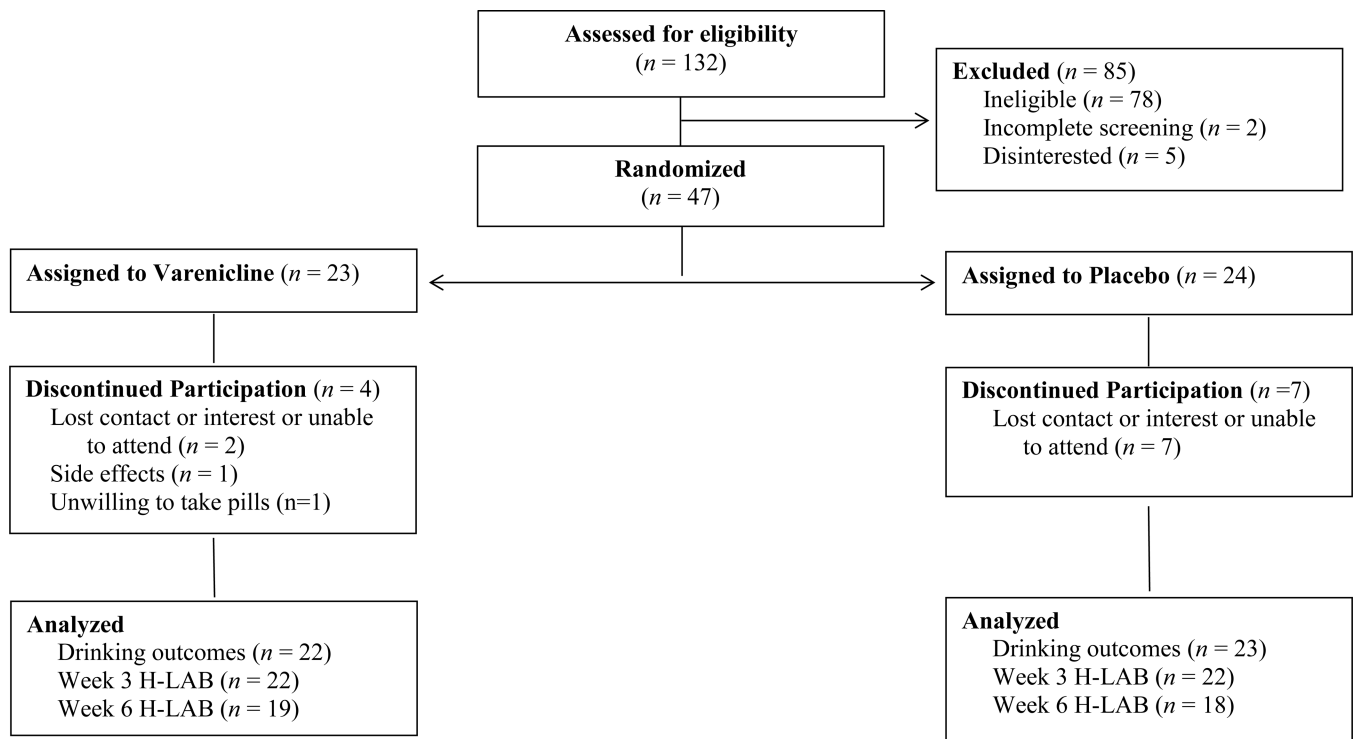 Assessed for eligibility
(n = 132)
Excluded (n = 85)
Ineligible (n = 78)
Incomplete screening (n = 2)
Disinterested (n = 5)
Randomized
(n = 47)
Assigned to Varenicline (n = 23)
Assigned to Placebo (n = 24)
Discontinued Participation (n = 4)
Lost contact or interest or unable
to attend (n = 2)
Side effects (n = 1)
Unwilling to take pills (n=1)
Discontinued Participation (n =7)
Lost contact or interest or unable
to attend (n = 7)
Analyzed
Drinking outcomes (n = 22)
Week 3 H-LAB (n = 22)
Week 6 H-LAB (n = 19)
Analyzed
Drinking outcomes (n = 23)
Week 3 H-LAB (n = 22)
Week 6 H-LAB (n = 18)